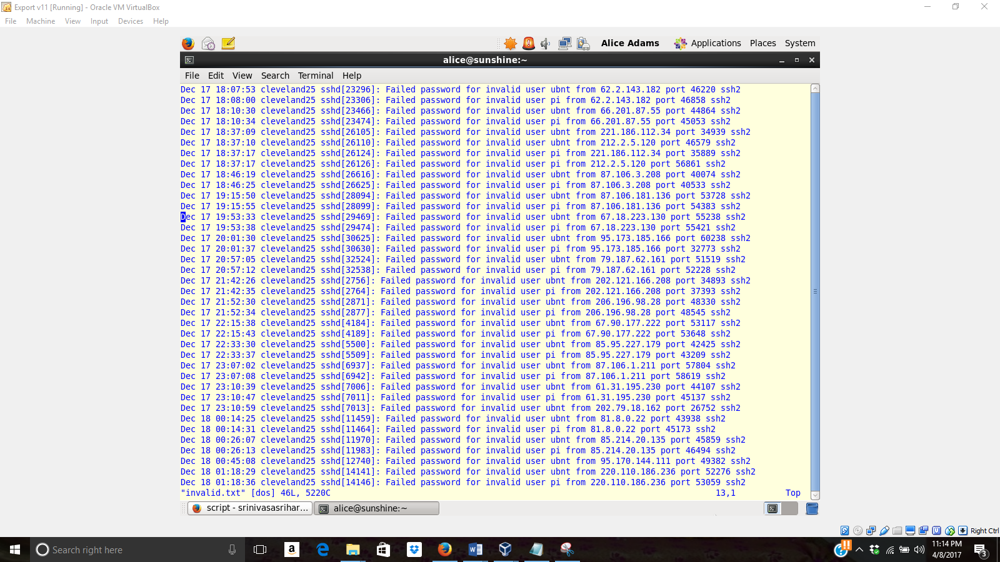 Export v11 [Running] - Oracle VM VirtualBox
File Machine View Input Devices Help
Alice Adams Applications Places System
alice@sunshine:~
File Edit View Search Terminal Help
Dec 17 18:07:53 cleveland25 sshd[23296]: Failed password for invalid user ubnt from 62.2.143.182 port 46220 ssh2
Dec 17 18:08:00 cleveland25 sshd[23306]: Failed password for invalid user pi from 62.2.143.182 port 46858 ssh2
Dec 17 18:10:30 cleveland25 sshd[23466]: Failed password for invalid user ubnt from 66.201.87.55 port 44864 ssh2
Dec 17 18:10:34 cleveland25 sshd[23474]: Failed password for invalid user pi from 66.201.87.55 port 45053 ssh2
Dec 17 18:37:09 cleveland25 sshd[26105]: Failed password for invalid user ubnt from 221.186.112.34 port 34939 ssh2
Dec 17 18:37:10 cleveland25 sshd[26110]: Failed password for invalid user ubnt from 212.2.5.120 port 46579 ssh2
Dec 17 18:37:17 cleveland25 sshd[26124]: Failed password for invalid user pi from 221.186.112.34 port 35889 ssh2
Dec 17 18:37:17 cleveland25 sshd[26126]: Failed password for invalid user pi from 212.2.5.120 port 56861 ssh2
Dec 17 18:46:19 cleveland25 sshd[26616]: Failed password for invalid user ubnt from 87.106.3.208 port 40074 ssh2
Dec 17 18:46:25 cleveland25 sshd[26625]: Failed password for invalid user pi from 87.106.3.208 port 40533 ssh2
Dec 17 19:15:50 cleveland25 sshd[28094]: Failed password for invalid user ubnt from 87.106.181.136 port 53728 ssh2
Dec 17 19:15:55 cleveland25 sshd[28099]: Failed password for invalid user pi from 87.106.181.136 port 54383 ssh2
Dec 17 19:53:33 cleveland25 sshd[29469]: Failed password for invalid user ubnt from 67.18.223.130 port 55238 ssh2
Dec 17 19:53:38 cleveland25 sshd[29474]: Failed password for invalid user pi from 67.18.223.130 port 55421 ssh2
Dec 17 20:01:30 cleveland25 sshd[30625]: Failed password for invalid user ubnt from 95.173.185.166 port 60238 ssh2
Dec 17 20:01:37 cleveland25 sshd[30630]: Failed password for invalid user pi from 95.173.185.166 port 32773 ssh2
Dec 17 20:57:05 cleveland25 sshd[32524]: Failed password for invalid user ubnt from 79.187.62.161 port 51519 ssh2
Dec 17 20:57:12 cleveland25 sshd[32538]: Failed password for invalid user pi from 79.187.62.161 port 52228 ssh2
Dec 17 21:42:26 cleveland25 sshd[2756]: Failed password for invalid user ubnt from 202.121.166.208 port 34893 ssh2
Dec 17 21:42:35 cleveland25 sshd[2764]: Failed password for invalid user pi from 202.121.166.208 port 37393 ssh2
Dec 17 21:52:30 cleveland25 sshd[2871]: Failed password for invalid user ubnt from 206.196.98.28 port 48330 ssh2
Dec 17 21:52:34 cleveland25 sshd[2877]: Failed password for invalid user pi from 206.196.98.28 port 48545 ssh2
Dec 17 22:15:38 cleveland25 sshd[4184]: Failed password for invalid user ubnt from 67.90.177.222 port 53117 ssh2
Dec 17 22:15:43 cleveland25 sshd[4189]: Failed password for invalid user pi from 67.90.177.222 port 53648 ssh2
Dec 17 22:33:30 cleveland25 sshd[5500]: Failed password for invalid user ubnt from 85.95.227.179 port 42425 ssh2
Dec 17 22:33:37 cleveland25 sshd[5509]: Failed password for invalid user pi from 85.95.227.179 port 43209 ssh2
Dec 17 23:07:02 cleveland25 sshd[6937]: Failed password for invalid user ubnt from 87.106.1.211 port 57804 ssh2
Dec 17 23:07:08 cleveland25 sshd[6942]: Failed password for invalid user pi from 87.106.1.211 port 58619 ssh2
Dec 17 23:10:39 cleveland25 sshd[7006]: Failed password for invalid user ubnt from 61.31.195.230 port 44107 ssh2
Dec 17 23:10:47 cleveland25 sshd[7011]: Failed password for invalid user pi from 61.31.195.230 port 45137 ssh2
Dec 17 23:10:59 cleveland25 sshd[7013]: Failed password for invalid user ubnt from 202.79.18.162 port 26752 ssh2
Dec 18 00:14:25 cleveland25 sshd[11459]: Failed password for invalid user ubnt from 81.8.0.22 port 43938 ssh2
Dec 18 00:14:31 cleveland25 sshd[11464]: Failed password for invalid user pi from 81.8.0.22 port 45173 ssh2
Dec 18 00:26:07 cleveland25 sshd[11970]: Failed password for invalid user ubnt from 85.214.20.135 port 45859 ssh2
Dec 18 00:26:13 cleveland25 sshd[11983]: Failed password for invalid user pi from 85.214.20.135 port 46494 ssh2
Dec 18 00:45:08 cleveland25 sshd[12740]: Failed password for invalid user ubnt from 95.170.144.111 port 49382 ssh2
Dec 18 01:18:29 cleveland25 sshd[14141]: Failed password for invalid user ubnt from 220.110.186.236 port 52276 ssh2
Dec 18 01:18:36 cleveland25 sshd[14146]: Failed password for invalid user pi from 220.110.186.236 port 53059 ssh2
"invalid.txt" [dos] 46L, 5220C 13,1 Top
script - srinivasasrihar... alice@sunshine:~
Right Ctrl
Search right here
11:14 PM
4/8/2017
3